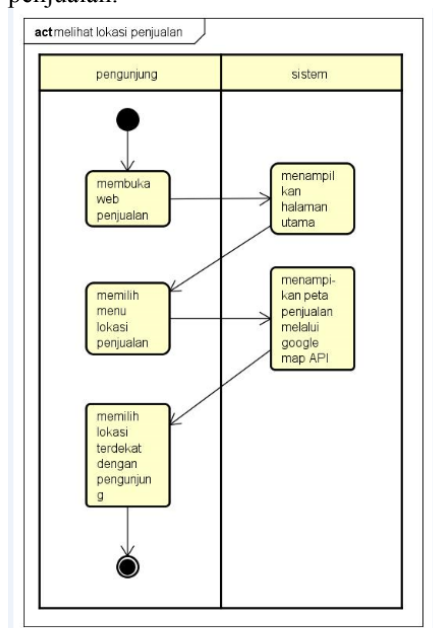 penjualan.
act melihat lokasi penjualan
pengunjung
sistem
membuka
web
penjualan
menampil
kan
halaman
utama
memilih
menu
lokasi
penjualan
menampi-
kan peta
penjualan
melalui
google
map API
memilih
lokasi
terdekat
dengan
pengunjun
g